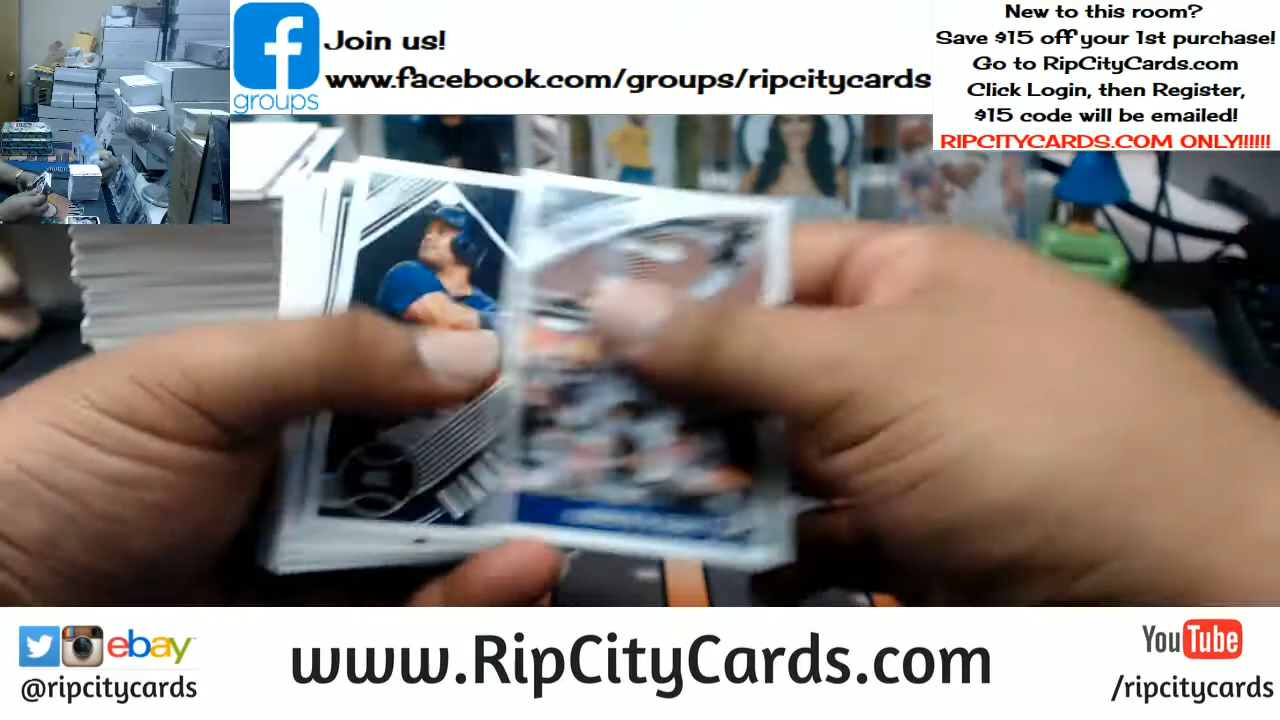 groups
Join us!
www.facebook.com/groups/ripcitycards
New to this room?
Save $15 off your 1st purchase!
Go to RipCityCards.com
Click Login, then Register,
$15 code will be emailed!
RIPCITYCARDS.COM ONLY!!!!!!
ebay
@ripcitycards
www.RipCityCards.com
YouTube
/ripcitycards